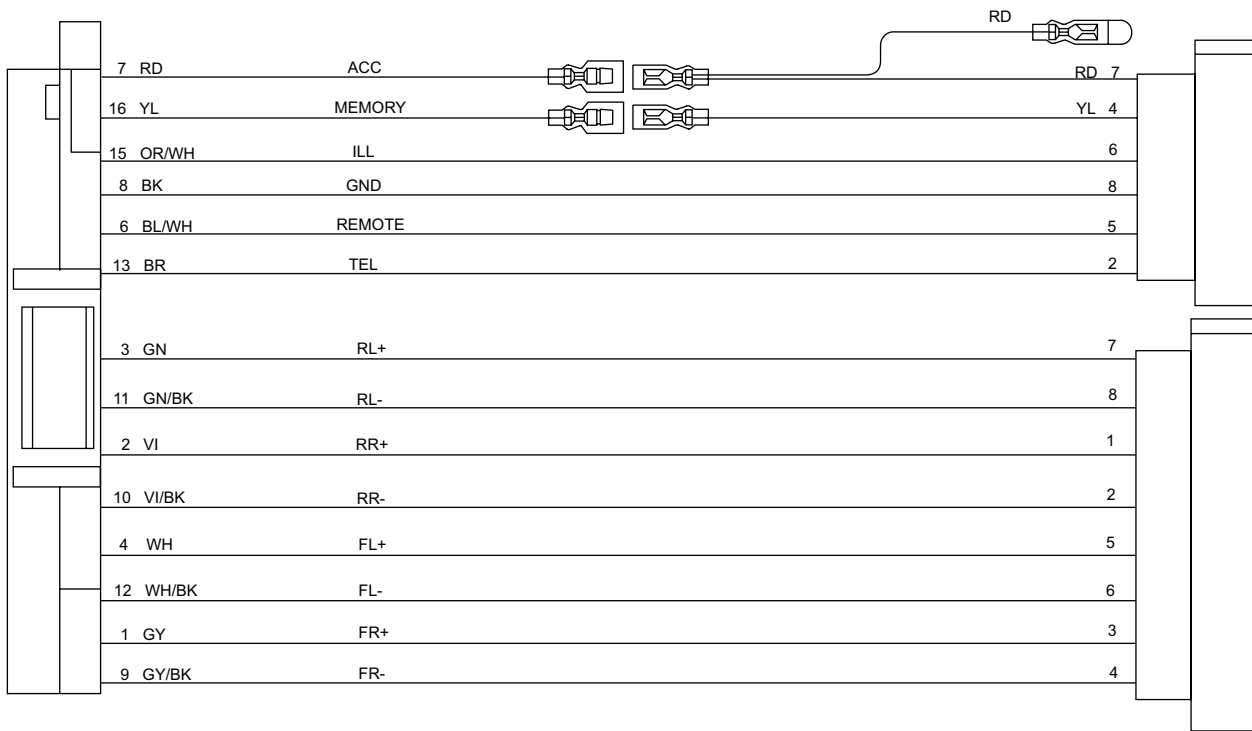 RD
7 RD ACC RD 7
16 YL MEMORY YL 4
15 OR/WH ILL 6
8 BK GND 8
6 BL/WH REMOTE 5
13 BR TEL 2
3 GN RL+ 7
11 GN/BK RL- 8
2 VI RR+ 1
10 VI/BK RR- 2
4 WH FL+ 5
12 WH/BK FL- 6
1 GY FR+ 3
9 GY/BK FR- 4